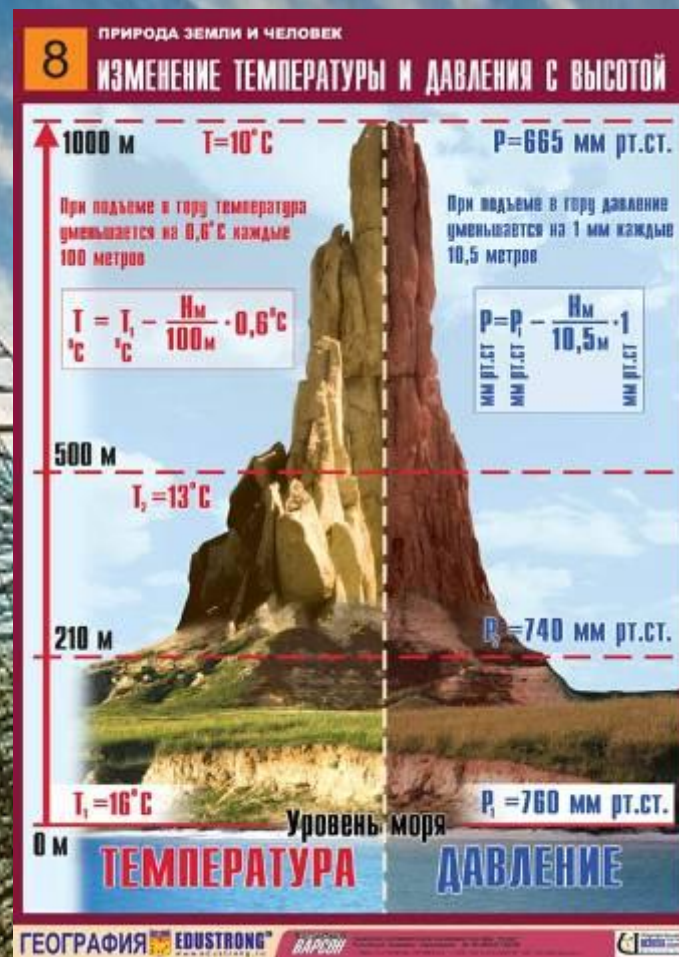 8
ПРИРОДА ЗЕМЛИ И ЧЕЛОВЕК
ИЗМЕНЕНИЕ ТЕМПЕРАТУРЫ И ДАВЛЕНИЯ С ВЫСОТОЙ
1000 м T=10°C P=665 мм рт.ст.
При подъеме в гору температура
уменьшается на 0,6°C каждые
100 метров
При подъеме в гору давление
уменьшается на 1 мм каждые
10,5 метров
T = T₁ − Hм/100м · 0,6°C
°C °C
P=P₁ − Hм/10,5м · 1
мм рт.ст мм рт.ст мм рт.ст
500 м
T₂=13°C
210 м
=740 мм рт.ст.
T₁=16°C P₁=760 мм рт.ст.
Уровень моря
0 м
ТЕМПЕРАТУРА ДАВЛЕНИЕ
ГЕОГРАФИЯ EDUSTRONG™ ВАРСОН